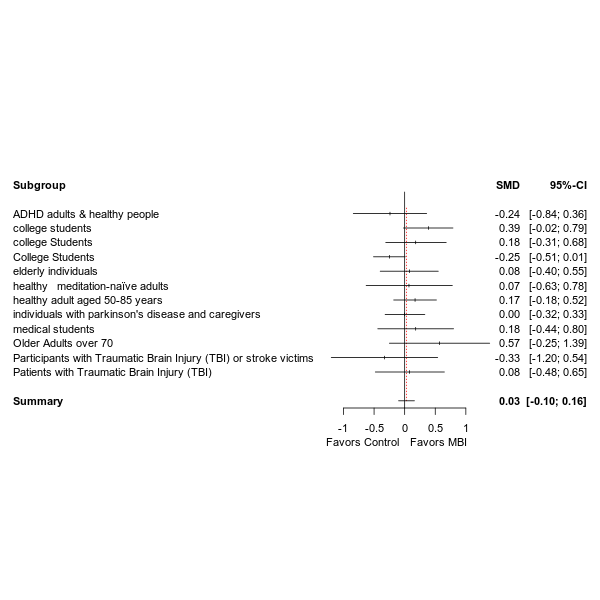 Subgroup SMD 95%-CI
ADHD adults & healthy people -0.24 [-0.84; 0.36]
college students 0.39 [-0.02; 0.79]
college Students 0.18 [-0.31; 0.68]
College Students -0.25 [-0.51; 0.01]
elderly individuals 0.08 [-0.40; 0.55]
healthy   meditation-naïve adults 0.07 [-0.63; 0.78]
healthy adult aged 50-85 years 0.17 [-0.18; 0.52]
individuals with parkinson's disease and caregivers 0.00 [-0.32; 0.33]
medical students 0.18 [-0.44; 0.80]
Older Adults over 70 0.57 [-0.25; 1.39]
Participants with Traumatic Brain Injury (TBI) or stroke victims -0.33 [-1.20; 0.54]
Patients with Traumatic Brain Injury (TBI) 0.08 [-0.48; 0.65]
Summary 0.03 [-0.10; 0.16]
-1 -0.5 0 0.5 1
Favors Control Favors MBI